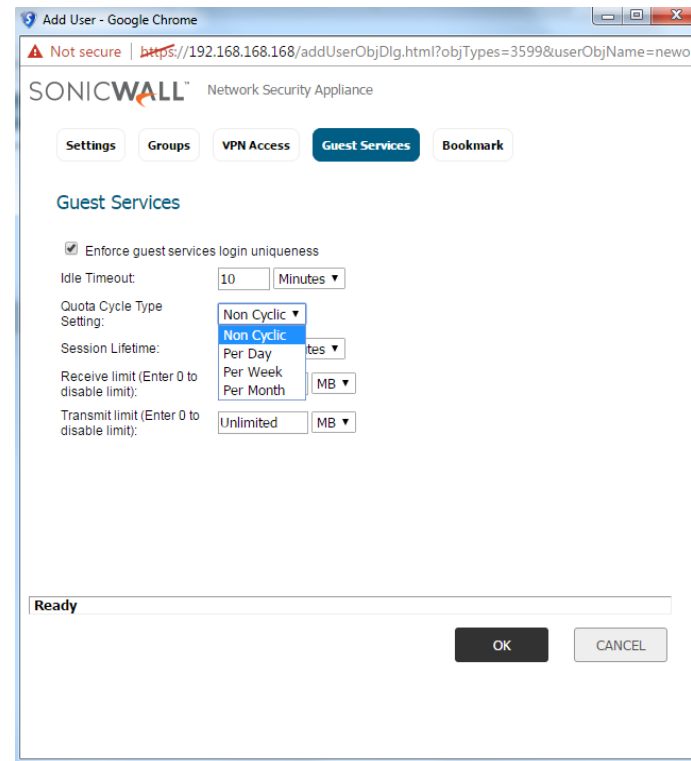 Add User - Google Chrome
Not secure | https://192.168.168.168/addUserObjDlg.html?objTypes=3599&userObjName=newo
SONICWALL™ Network Security Appliance
Settings Groups VPN Access Guest Services Bookmark
Guest Services
Enforce guest services login uniqueness
Idle Timeout: 10 Minutes
Quota Cycle Type
Setting: Non Cyclic
Non Cyclic
Per Day
Per Week
Per Month
Session Lifetime: tes
Receive limit (Enter 0 to
disable limit): MB
Transmit limit (Enter 0 to
disable limit): Unlimited MB
Ready
OK CANCEL